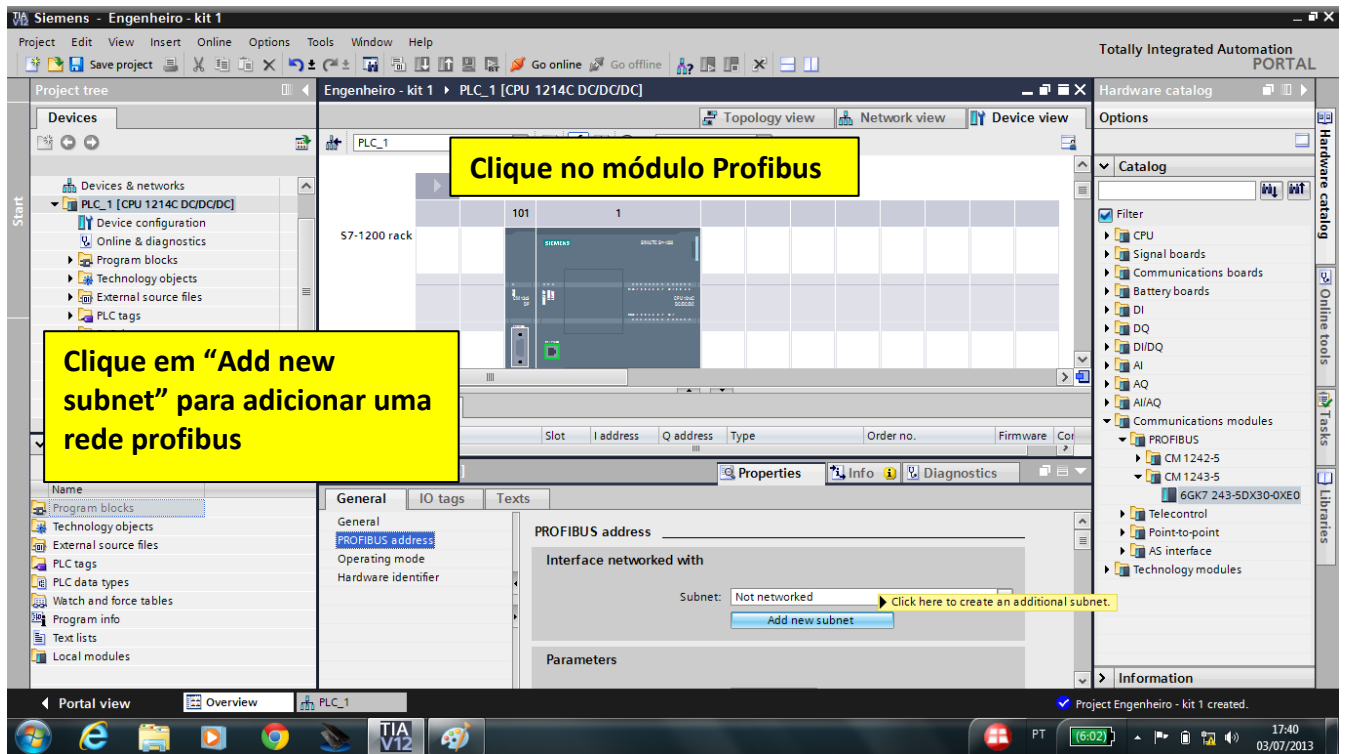 Siemens - Engenheiro - kit 1
Project Edit View Insert Online Options Tools Window Help
Totally Integrated Automation
PORTAL
Save project
Go online
Go offline
Project tree
Engenheiro - kit 1 PLC_1 [CPU 1214C DC/DC/DC]
Hardware catalog
Devices
Topology view
Network view
Device view
Options
PLC_1
Clique no módulo Profibus
Catalog
Filter
Devices & networks
PLC_1 [CPU 1214C DC/DC/DC]
Device configuration
Online & diagnostics
Program blocks
Technology objects
External source files
PLC tags
Start
101
1
S7-1200 rack
SIEMENS
Clique em “Add new
subnet” para adicionar uma
rede profibus
CPU
Signal boards
Communications boards
Battery boards
DI
DQ
DI/DQ
AI
AQ
AI/AQ
Communications modules
PROFIBUS
CM 1242-5
CM 1243-5
6GK7 243-5DX30-0XE0
Telecontrol
Point-to-point
AS interface
Technology modules
Hardware catalog
Online tools
Tasks
Libraries
Slot
I address
Q address
Type
Order no.
Firmware
Properties
Info
Diagnostics
Name
Program blocks
Technology objects
External source files
PLC tags
PLC data types
Watch and force tables
Program info
Text lists
Local modules
General
IO tags
Texts
General
PROFIBUS address
Operating mode
Hardware identifier
PROFIBUS address
Interface networked with
Subnet:
Not networked
Click here to create an additional subnet.
Add new subnet
Parameters
Information
Portal view
Overview
PLC_1
Project Engenheiro - kit 1 created.
TIA
V12
PT
(6:02)
17:40
03/07/2013